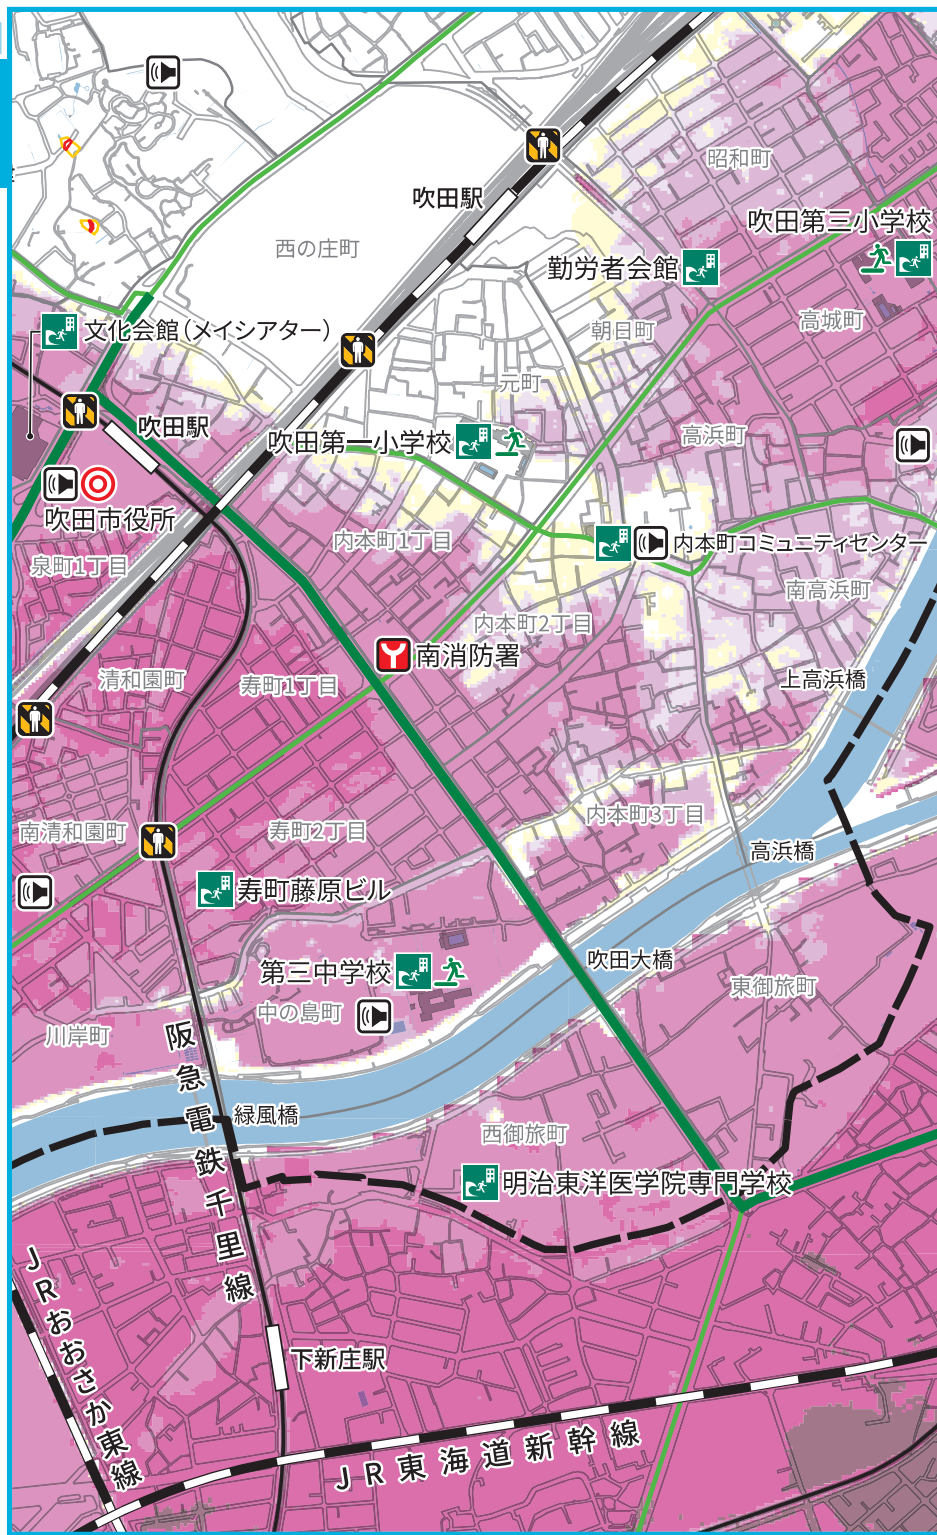 昭和町
吹田駅
吹田第三小学校
西の庄町
勤労者会館
文化会館(メイシアター)
朝日町
高城町
元町
吹田駅
吹田第一小学校
高浜町
吹田市役所
内本町1丁目
内本町コミュニティセンター
泉町1丁目
南高浜町
内本町2丁目
南消防署
清和園町
寿町1丁目
上高浜橋
南清和園町
寿町2丁目
内本町3丁目
高浜橋
寿町藤原ビル
吹田大橋
第三中学校
東御旅町
中の島町
川岸町
阪急電鉄千里線
緑風橋
西御旅町
明治東洋医学院専門学校
JRおおさか東線
下新庄駅
JR東海道新幹線